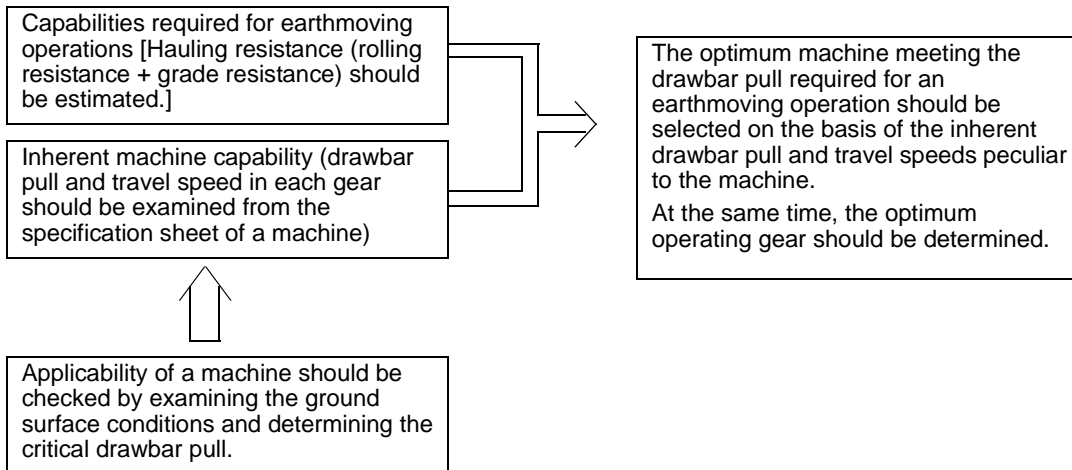 Capabilities required for earthmoving
operations [Hauling resistance (rolling
resistance + grade resistance) should
be estimated.]
Inherent machine capability (drawbar
pull and travel speed in each gear
should be examined from the
specification sheet of a machine)
Applicability of a machine should be
checked by examining the ground
surface conditions and determining the
critical drawbar pull.
The optimum machine meeting the
drawbar pull required for an
earthmoving operation should be
selected on the basis of the inherent
drawbar pull and travel speeds peculiar
to the machine.
At the same time, the optimum
operating gear should be determined.